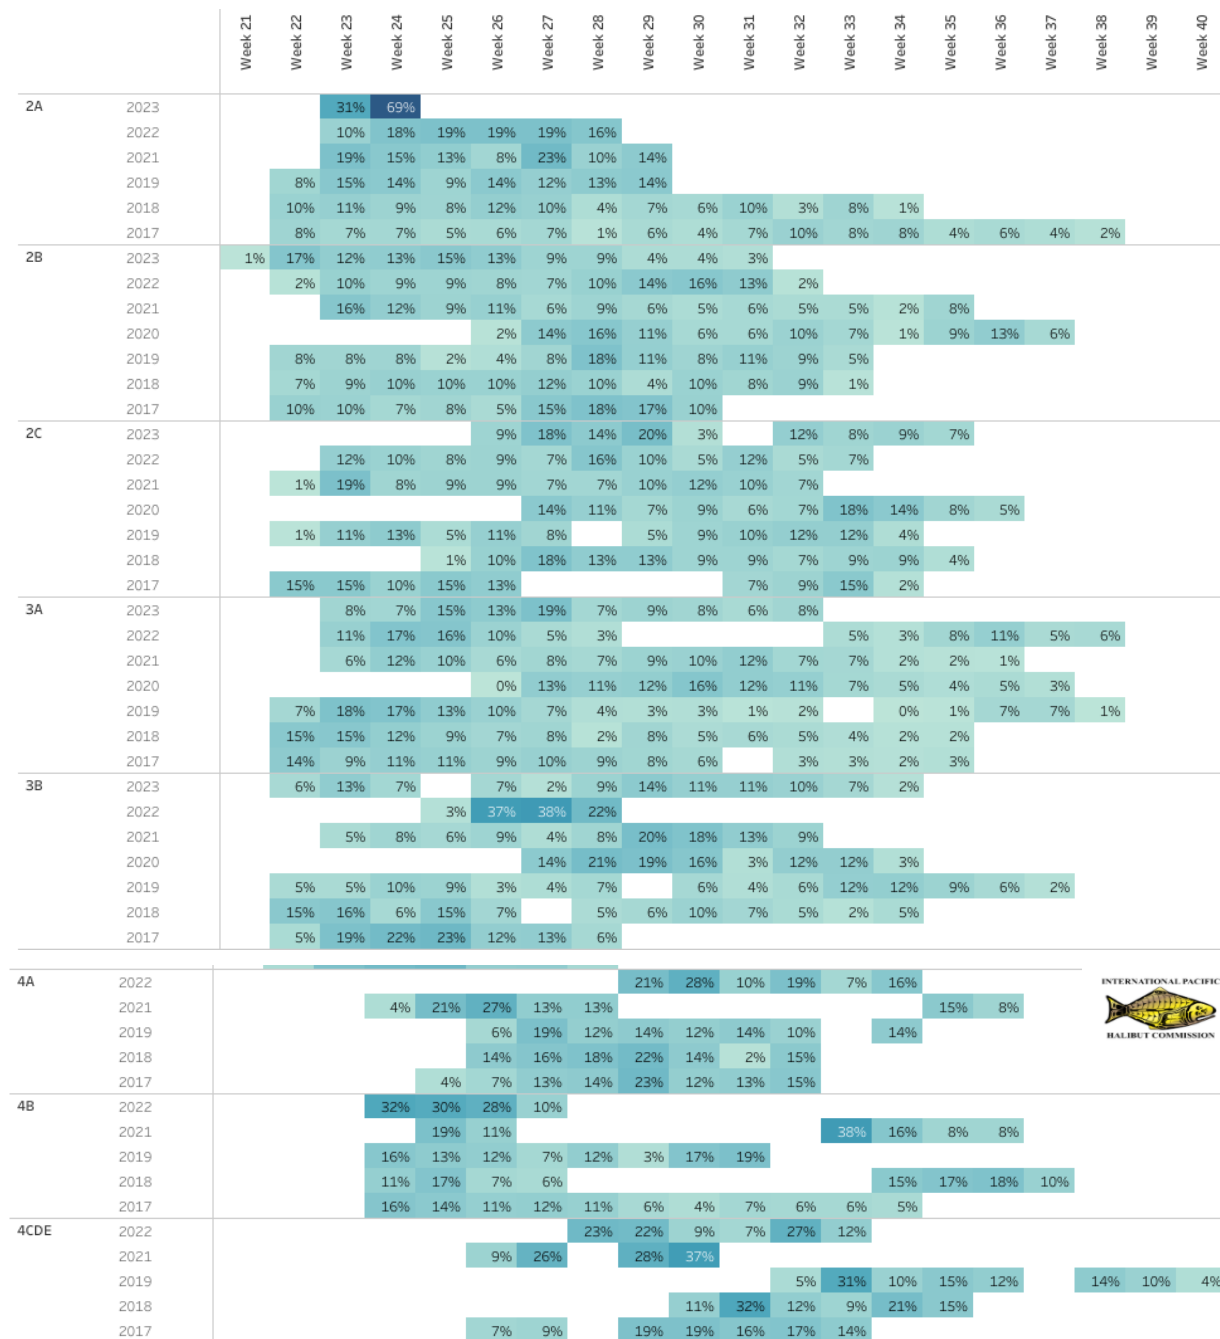 Week 21 Week 22 Week 23 Week 24 Week 25 Week 26 Week 27 Week 28 Week 29 Week 30 Week 31 Week 32 Week 33 Week 34 Week 35 Week 36 Week 37 Week 38 Week 39 Week 40
2A 2023 31% 69%
2022 10% 18% 19% 19% 19% 16%
2021 19% 15% 13% 8% 23% 10% 14%
2019 8% 15% 14% 9% 14% 12% 13% 14%
2018 10% 11% 9% 8% 12% 10% 4% 7% 6% 10% 3% 8% 1%
2017 8% 7% 7% 5% 6% 7% 1% 6% 4% 7% 10% 8% 8% 4% 6% 4% 2%
2B 2023 1% 17% 12% 13% 15% 13% 9% 9% 4% 4% 3%
2022 2% 10% 9% 9% 8% 7% 10% 14% 16% 13% 2%
2021 16% 12% 9% 11% 6% 9% 6% 5% 6% 5% 5% 2% 8%
2020 2% 14% 16% 11% 6% 6% 10% 7% 1% 9% 13% 6%
2019 8% 8% 8% 2% 4% 8% 18% 11% 8% 11% 9% 5%
2018 7% 9% 10% 10% 10% 12% 10% 4% 10% 8% 9% 1%
2017 10% 10% 7% 8% 5% 15% 18% 17% 10%
2C 2023 9% 18% 14% 20% 3% 12% 8% 9% 7%
2022 12% 10% 8% 9% 7% 16% 10% 5% 12% 5% 7%
2021 1% 19% 8% 9% 9% 7% 7% 10% 12% 10% 7%
2020 14% 11% 7% 9% 6% 7% 18% 14% 8% 5%
2019 1% 11% 13% 5% 11% 8% 5% 9% 10% 12% 12% 4%
2018 1% 10% 18% 13% 13% 9% 9% 7% 9% 9% 4%
2017 15% 15% 10% 15% 13% 7% 9% 15% 2%
3A 2023 8% 7% 15% 13% 19% 7% 9% 8% 6% 8%
2022 11% 17% 16% 10% 5% 3% 5% 3% 8% 11% 5% 6%
2021 6% 12% 10% 6% 8% 7% 9% 10% 12% 7% 7% 2% 2% 1%
2020 0% 13% 11% 12% 16% 12% 11% 7% 5% 4% 5% 3%
2019 7% 18% 17% 13% 10% 7% 4% 3% 3% 1% 2% 0% 1% 7% 7% 1%
2018 15% 15% 12% 9% 7% 8% 2% 8% 5% 6% 5% 4% 2% 2%
2017 14% 9% 11% 11% 9% 10% 9% 8% 6% 3% 3% 2% 3%
3B 2023 6% 13% 7% 7% 2% 9% 14% 11% 11% 10% 7% 2%
2022 3% 37% 38% 22%
2021 5% 8% 6% 9% 4% 8% 20% 18% 13% 9%
2020 14% 21% 19% 16% 3% 12% 12% 3%
2019 5% 5% 10% 9% 3% 4% 7% 6% 4% 6% 12% 12% 9% 6% 2%
2018 15% 16% 6% 15% 7% 5% 6% 10% 7% 5% 2% 5%
2017 5% 19% 22% 23% 12% 13% 6%
4A 2022 21% 28% 10% 19% 7% 16%
INTERNATIONAL PACIFIC
2021 4% 21% 27% 13% 13% 15% 8%
2019 6% 19% 12% 14% 12% 14% 10% 14%
HALIBUT COMMISSION
2018 14% 16% 18% 22% 14% 2% 15%
2017 4% 7% 13% 14% 23% 12% 13% 15%
4B 2022 32% 30% 28% 10%
2021 19% 11% 38% 16% 8% 8%
2019 16% 13% 12% 7% 12% 3% 17% 19%
2018 11% 17% 7% 6% 15% 17% 18% 10%
2017 16% 14% 11% 12% 11% 6% 4% 7% 6% 6% 5%
4CDE 2022 23% 22% 9% 7% 27% 12%
2021 9% 26% 28% 37%
2019 5% 31% 10% 15% 12% 14% 10% 4%
2018 11% 32% 12% 9% 21% 15%
2017 7% 9% 19% 19% 16% 17% 14%